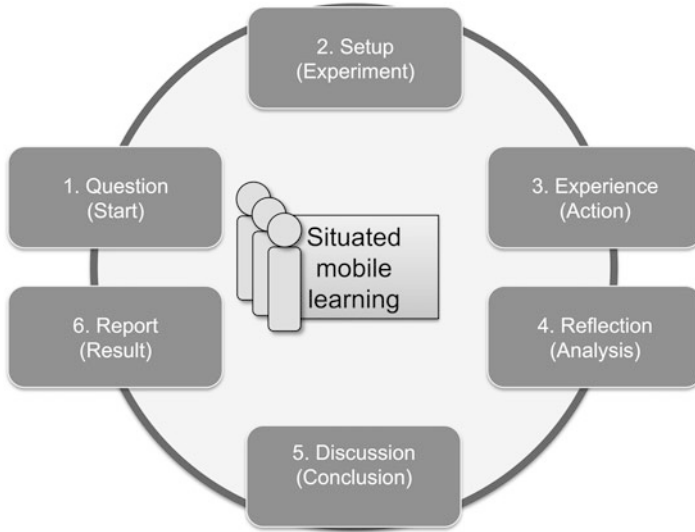 2. Setup
(Experiment)
1. Question
(Start)
3. Experience
(Action)
Situated
mobile
learning
6. Report
(Result)
4. Reflection
(Analysis)
5. Discussion
(Conclusion)